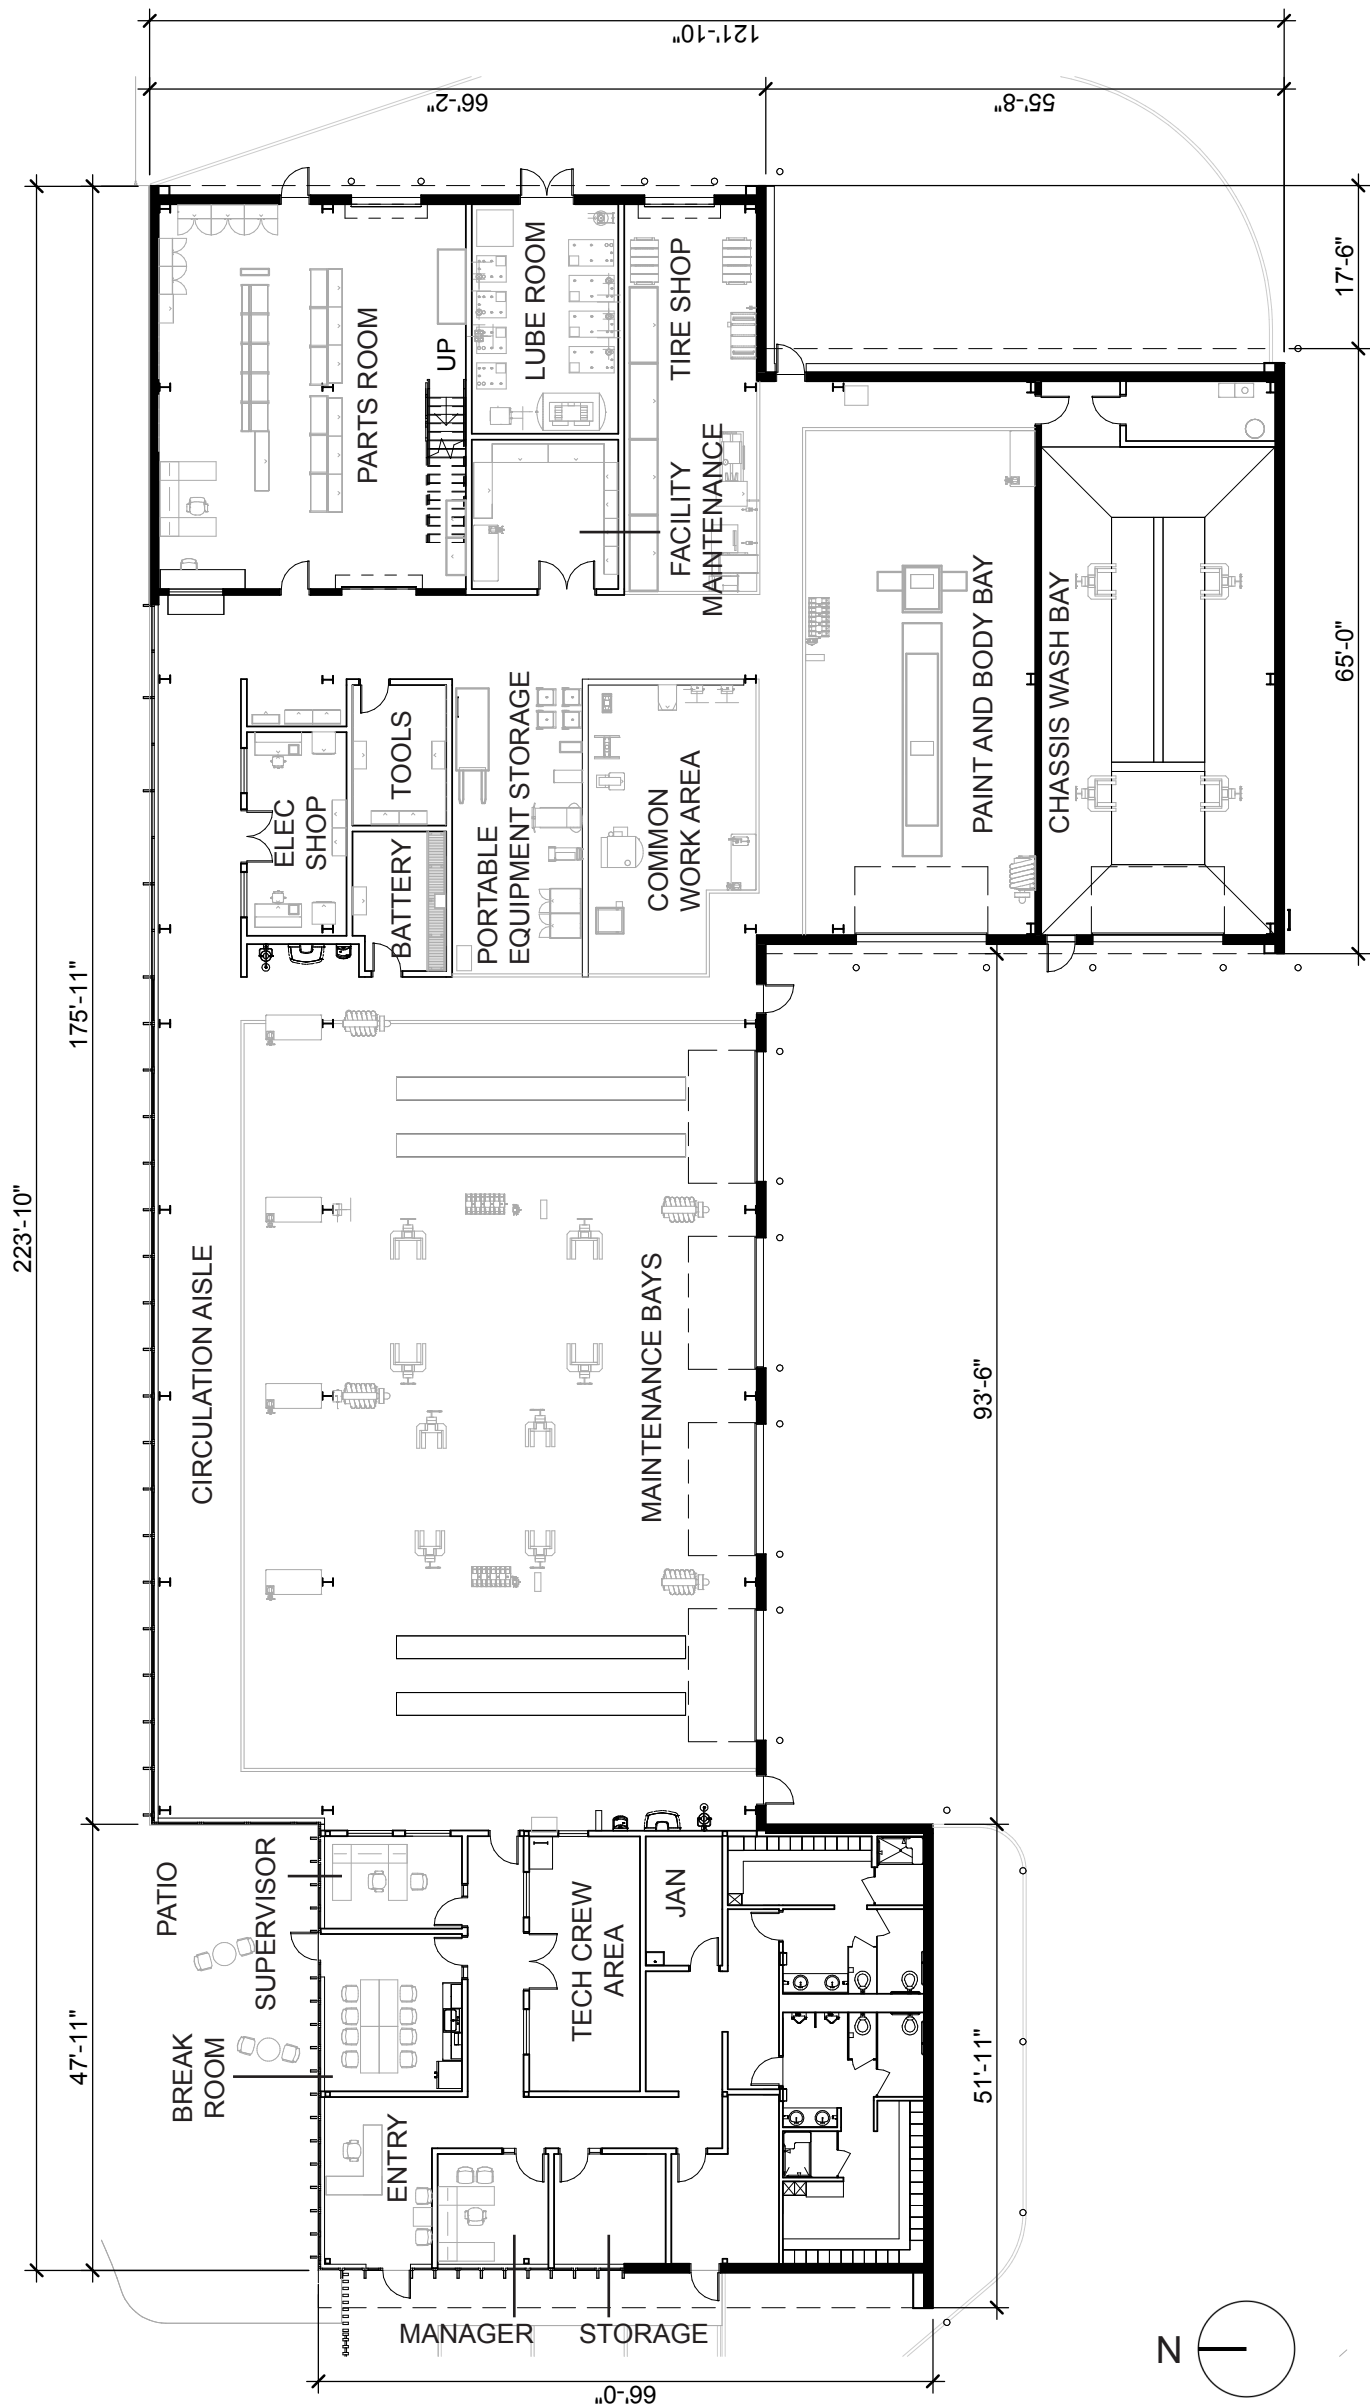 121'-10"
66'-2"
55'-8"
17'-6"
65'-0"
223'-10"
175'-11"
47'-11"
93'-6"
51'-11"
66'-0"
PARTS ROOM
UP
LUBE ROOM
TIRE SHOP
FACILITY
MAINTENANCE
ELEC
SHOP
TOOLS
BATTERY
PORTABLE
EQUIPMENT STORAGE
COMMON
WORK AREA
PAINT AND BODY BAY
CHASSIS WASH BAY
CIRCULATION AISLE
MAINTENANCE BAYS
PATIO
SUPERVISOR
BREAK
ROOM
TECH CREW
AREA
JAN
ENTRY
MANAGER
STORAGE
N